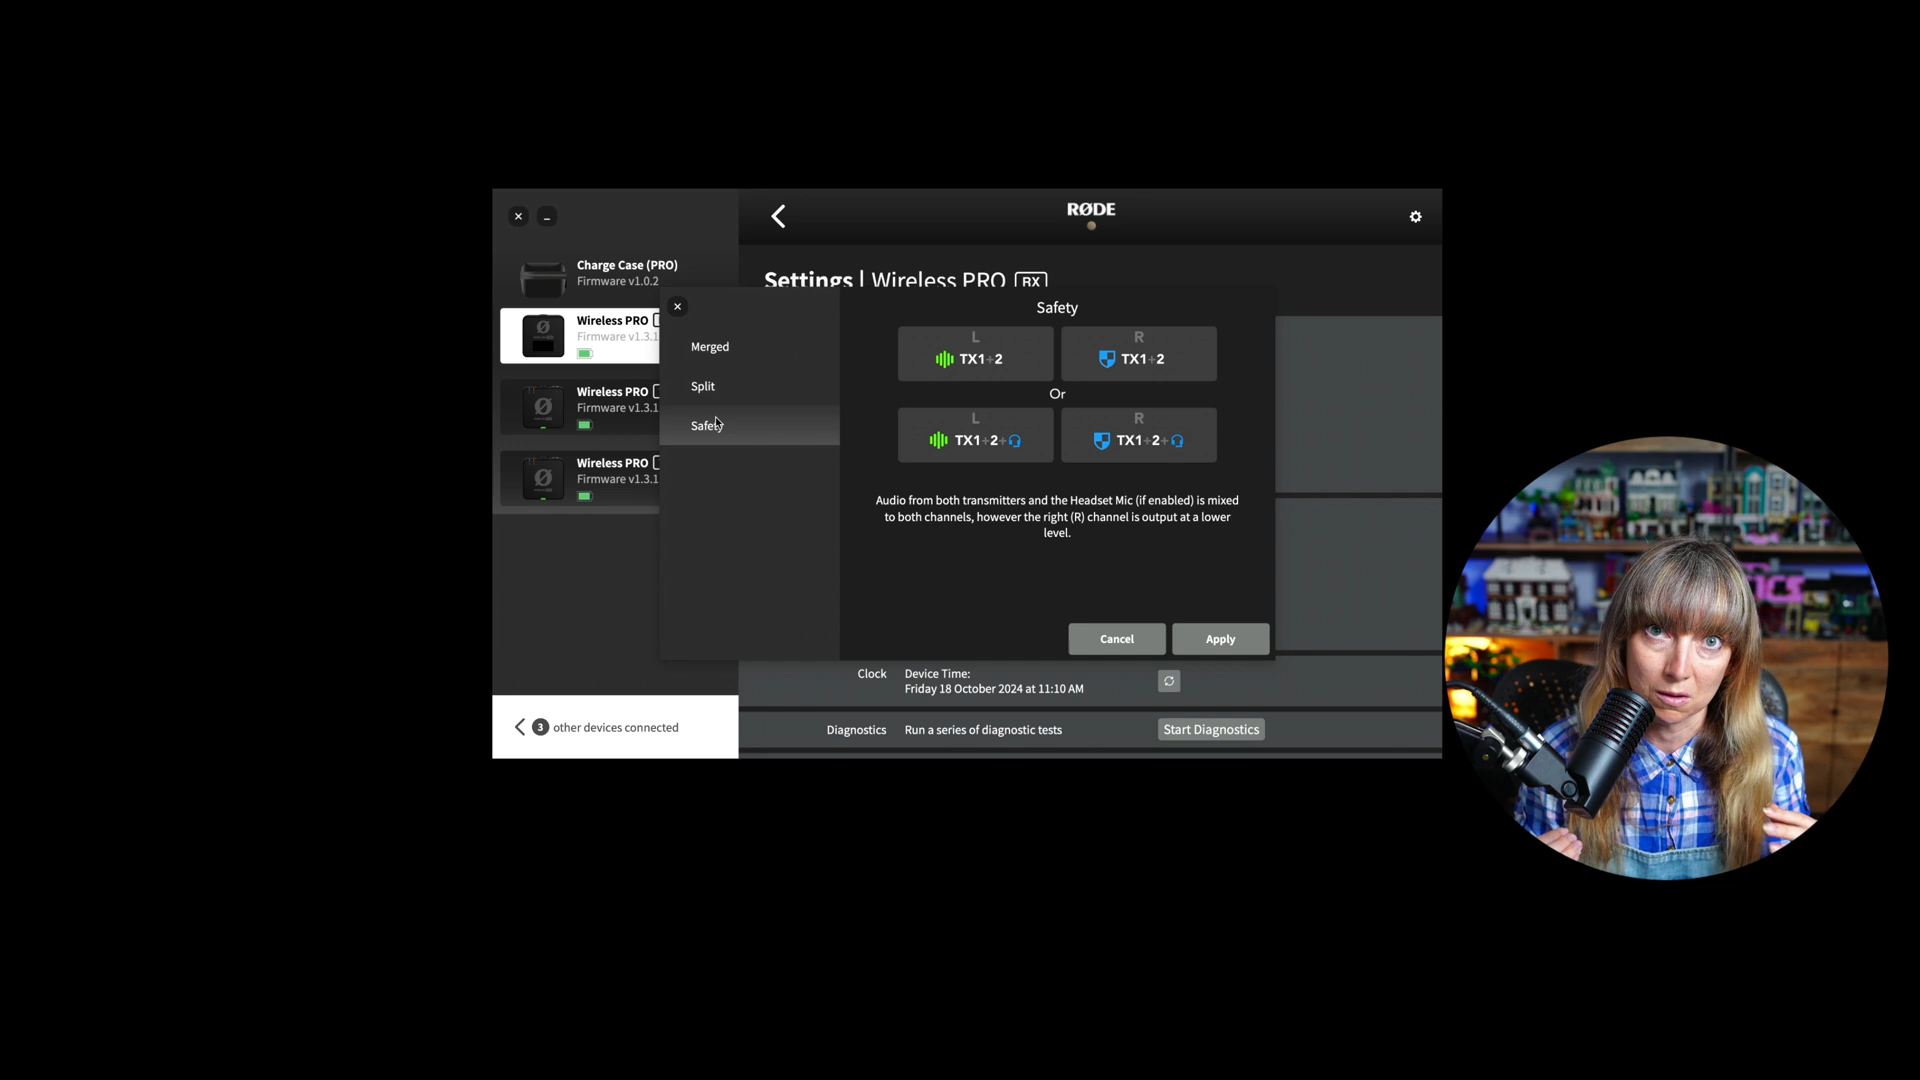 RØDE
Charge Case (PRO)
Firmware v1.0.2
Wireless PRO
Firmware v1.3.1
Wireless PRO
Firmware v1.3.1
Wireless PRO
Firmware v1.3.1
3 other devices connected
Settings | Wireless PRO RX
Merged
Split
Safety
Safety
L R
TX1+2 TX1+2
Or
L R
TX1+2+ TX1+2+
Audio from both transmitters and the Headset Mic (if enabled) is mixed
to both channels, however the right (R) channel is output at a lower
level.
Cancel Apply
Clock Device Time:
Friday 18 October 2024 at 11:10 AM
Diagnostics Run a series of diagnostic tests Start Diagnostics